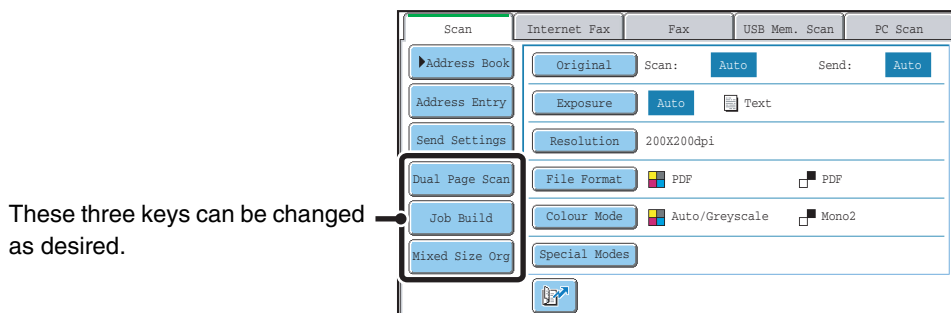 Scan Internet Fax Fax USB Mem. Scan PC Scan
Address Book Original Scan: Auto Send: Auto
Address Entry Exposure Auto Text
Send Settings Resolution 200X200dpi
Dual Page Scan File Format PDF PDF
Job Build Colour Mode Auto/Greyscale Mono2
Mixed Size Org Special Modes
These three keys can be changed
as desired.